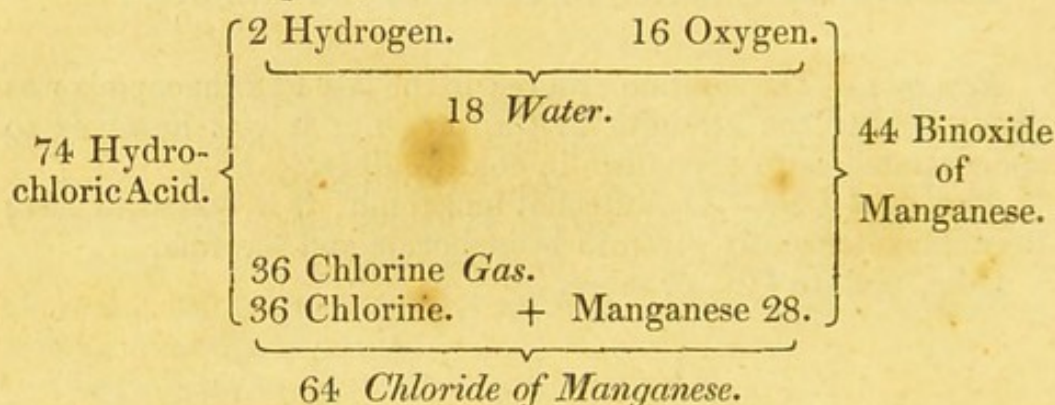 2 Hydrogen. 16 Oxygen.
18 Water.
74 Hydro-
chloric Acid.
44 Binoxide
of
Manganese.
36 Chlorine Gas.
36 Chlorine. + Manganese 28.
64 Chloride of Manganese.